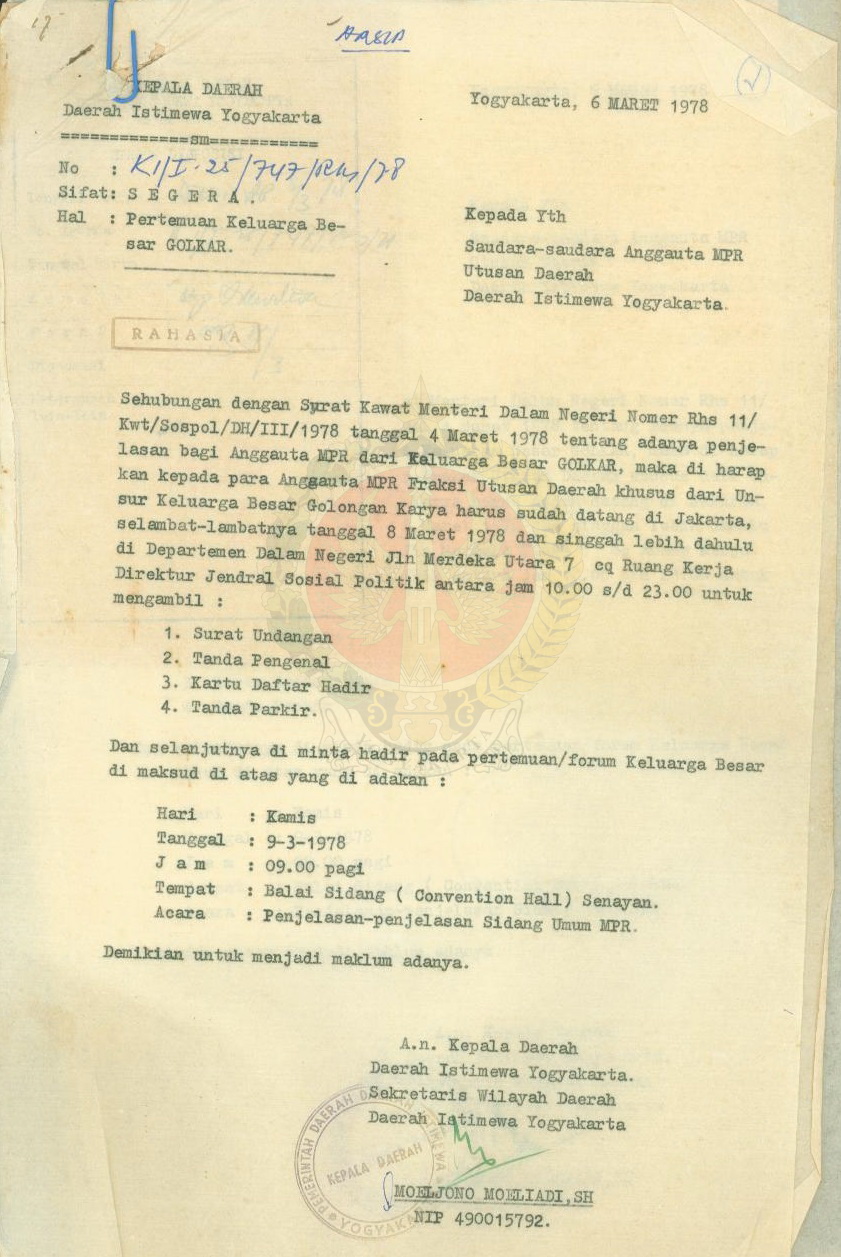 KEPALA DAERAH
Daerah Istimewa Yogyakarta
=============sm===========
Yogyakarta, 6 MARET 1978
No : K1/I.25/747/Rhs/78
Sifat: S E G E R A .
Hal : Pertemuan Keluarga Be-
sar GOLKAR.
RAHASIA
Kepada Yth
Saudara-saudara Anggauta MPR
Utusan Daerah
Daerah Istimewa Yogyakarta.
Sehubungan dengan Surat Kawat Menteri Dalam Negeri Nomer Rhs 11/
Kwt/Sospol/DH/III/1978 tanggal 4 Maret 1978 tentang adanya penje-
lasan bagi Anggauta MPR dari Keluarga Besar GOLKAR, maka di harap
kan kepada para Anggauta MPR Fraksi Utusan Daerah khusus dari Un-
sur Keluarga Besar Golongan Karya harus sudah datang di Jakarta,
selambat-lambatnya tanggal 8 Maret 1978 dan singgah lebih dahulu
di Departemen Dalam Negeri Jln Merdeka Utara 7 cq Ruang Kerja
Direktur Jendral Sosial Politik antara jam 10.00 s/d 23.00 untuk
mengambil :
1. Surat Undangan
2. Tanda Pengenal
3. Kartu Daftar Hadir
4. Tanda Parkir.
Dan selanjutnya di minta hadir pada pertemuan/forum Keluarga Besar
di maksud di atas yang di adakan :
Hari : Kamis
Tanggal : 9-3-1978
J a m : 09.00 pagi
Tempat : Balai Sidang ( Convention Hall) Senayan.
Acara : Penjelasan-penjelasan Sidang Umum MPR.
Demikian untuk menjadi maklum adanya.
A.n. Kepala Daerah
Daerah Istimewa Yogyakarta.
Sekretaris Wilayah Daerah
Daerah Istimewa Yogyakarta
PEMERINTAH DAERAH DAERAH ISTIMEWA
KEPALA DAERAH
YOGYAKARTA
MOELJONO MOELIADI,SH
NIP 490015792.